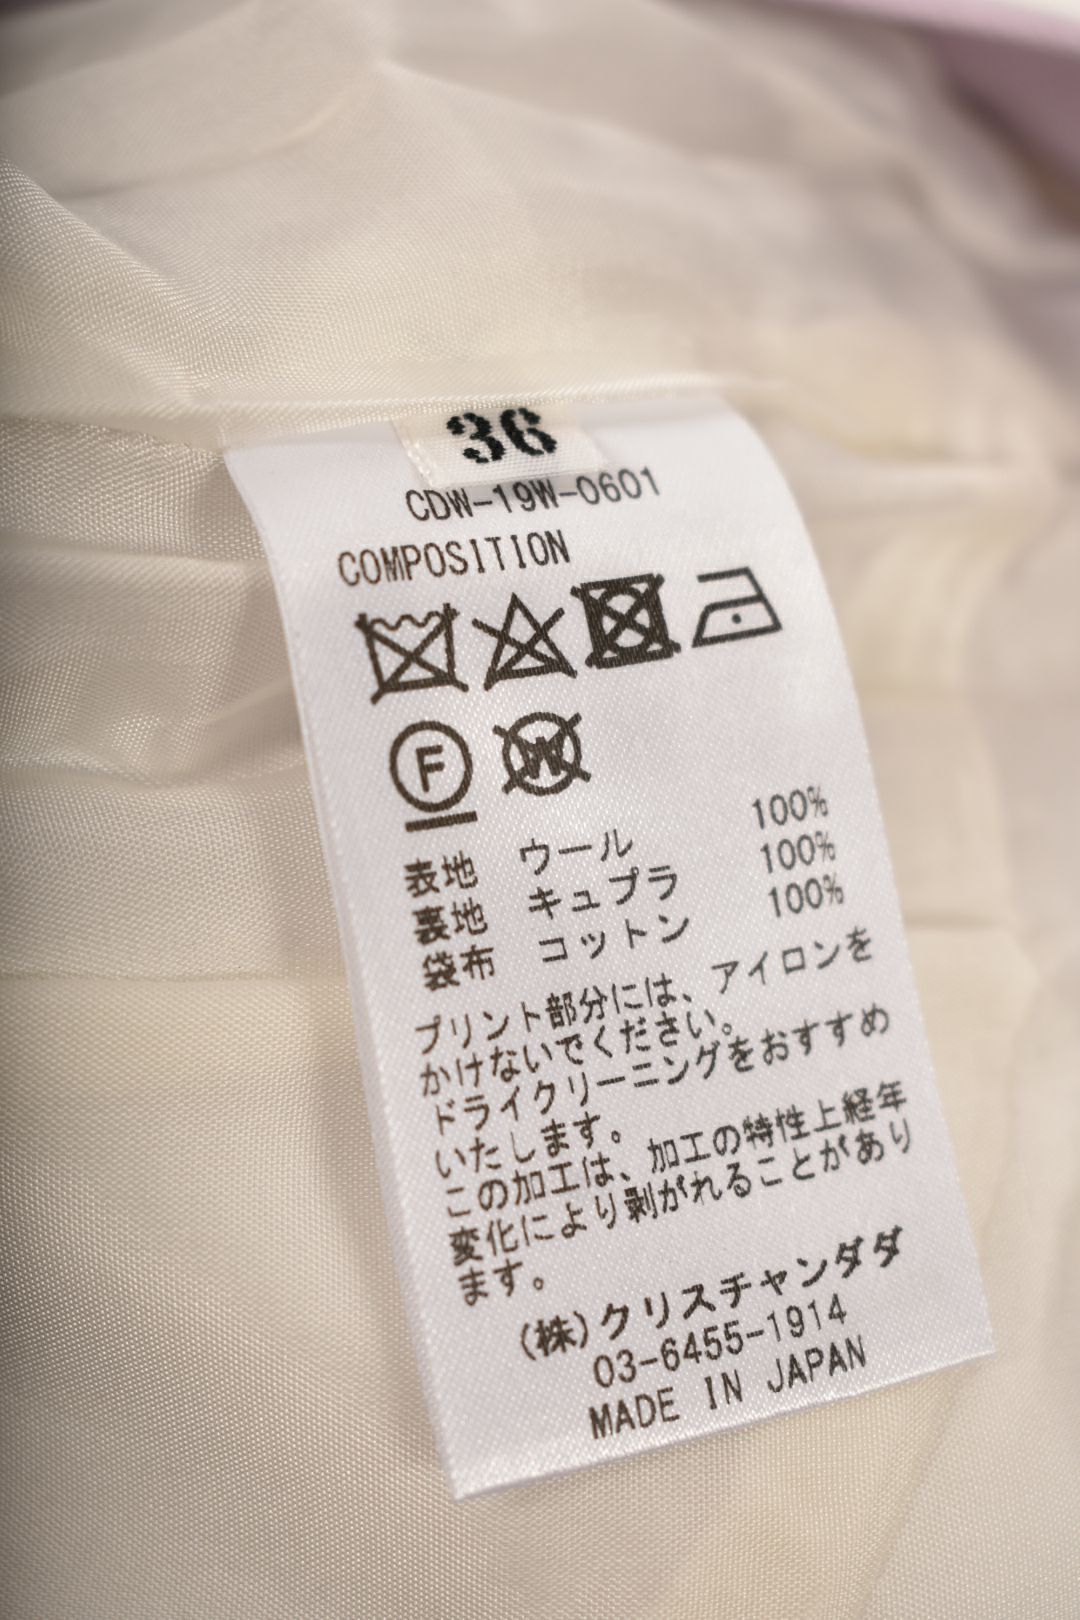 36
CDW-19W-0601
COMPOSITION
F W
表地 ウール 100%
裏地 キュプラ 100%
袋布 コットン 100%
プリント部分には、アイロンを
かけないでください。
ドライクリーニングをおすすめ
いたします。
この加工は、加工の特性上経年
変化により剥がれることがあり
ます。
(株)クリスチャンダダ
03-6455-1914
MADE IN JAPAN